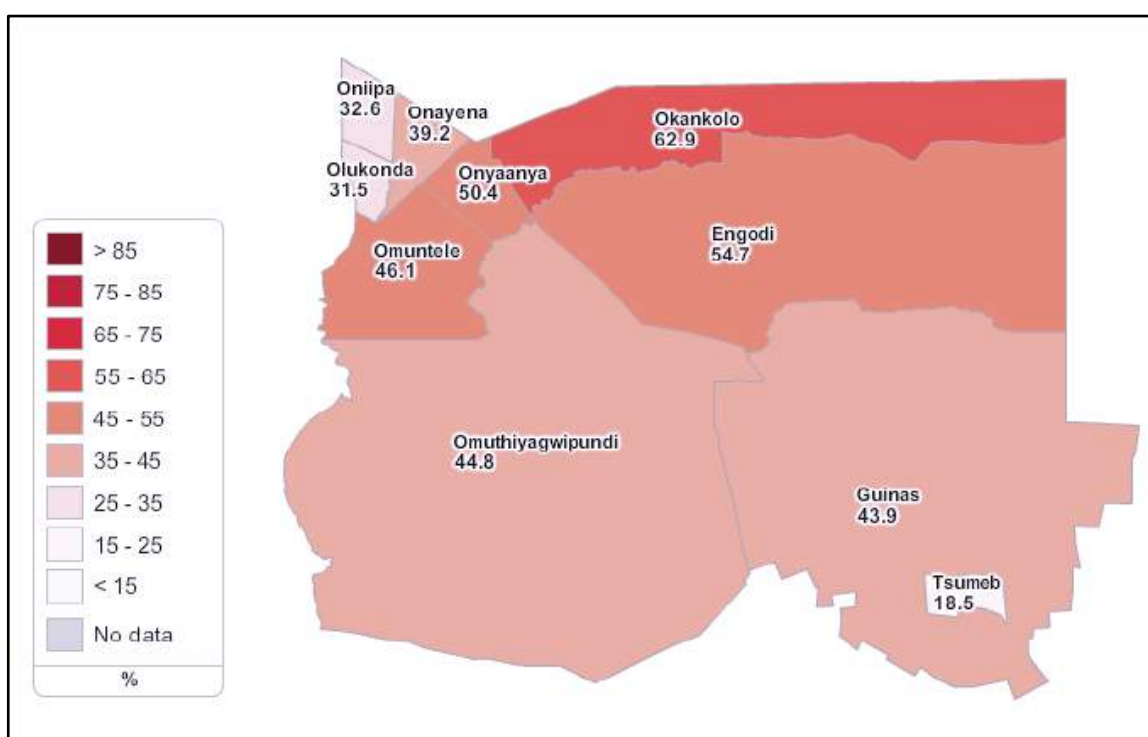 Oniipa
32.6
Onayena
39.2
Okankolo
62.9
Olukonda
31.5
Onyaanya
50.4
Omuntele
46.1
Engodi
54.7
Omuthiyagwipundi
44.8
Guinas
43.9
Tsumeb
18.5
> 85
75 - 85
65 - 75
55 - 65
45 - 55
35 - 45
25 - 35
15 - 25
< 15
No data
%